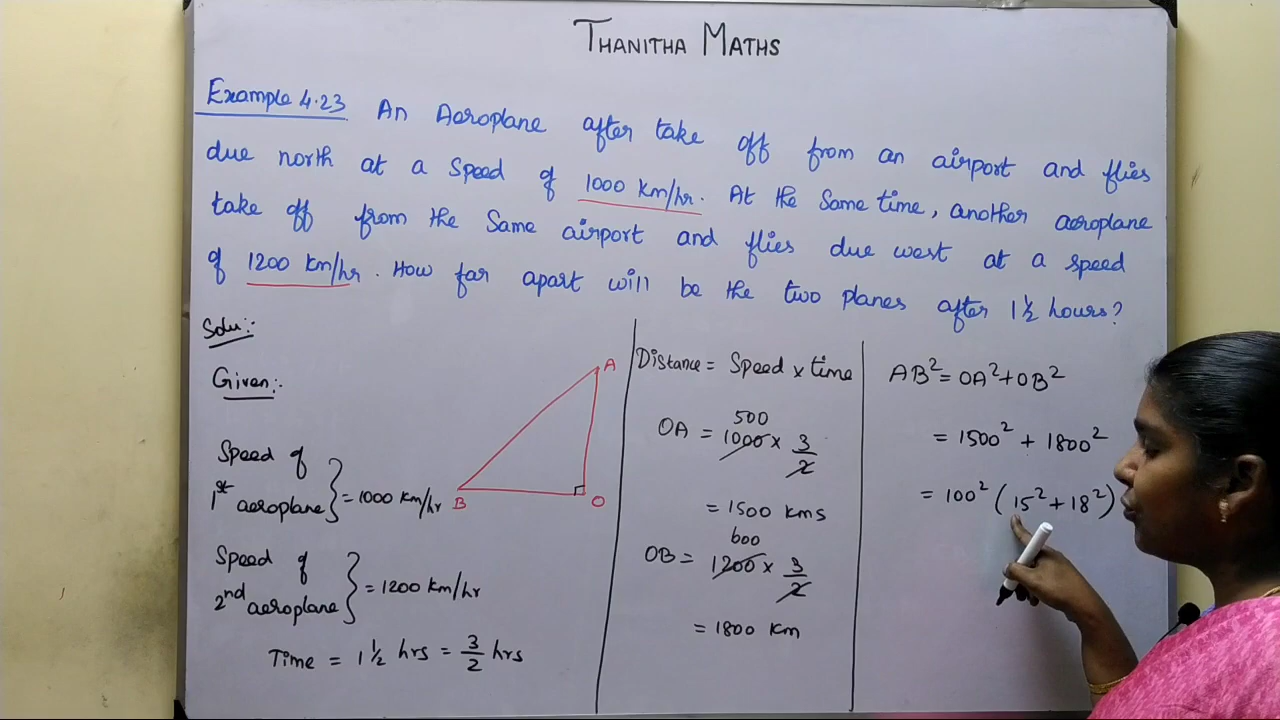 THANITHA MATHS
Example 4.23 An Aeroplane after take off from an airport and flies
due north at a speed of 1000 km/hr. At the same time, another aeroplane
take off from the same airport and flies due west at a speed
of 1200 km/hr. How far apart will be the two planes after 1½ hours?
Solu:-
Given:-
Speed of
1st aeroplane } = 1000 km/hr
Speed of
2nd aeroplane } = 1200 km/hr
Time = 1½ hrs = 3/2 hrs
A
B
O
Distance = Speed × time
500
OA = 1000 × 3/2
= 1500 kms
600
OB = 1200 × 3/2
= 1800 km
AB² = OA² + OB²
= 1500² + 1800²
= 100² (15² + 18²)